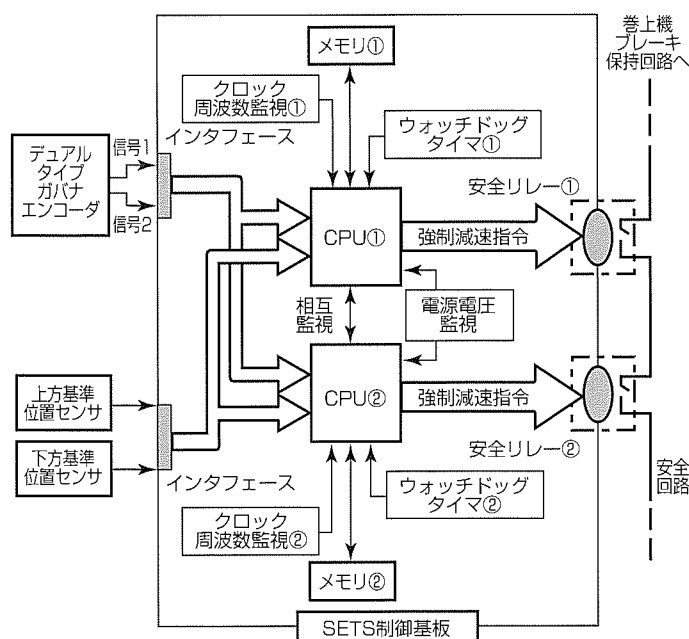 巻上機
ブレーキ
保持回路へ
メモリ①
クロック
周波数監視①
ウォッチドッグ
タイマ①
インタフェース
デュアル
タイプ
ガバナ
エンコーダ
信号1
信号2
安全リレー①
CPU①
強制減速指令
相互
監視
電源電圧
監視
上方基準
位置センサ
下方基準
位置センサ
CPU②
強制減速指令
安全リレー②
安全
回路
インタフェース
ウォッチドッグ
タイマ②
クロック
周波数監視②
メモリ②
SETS制御基板